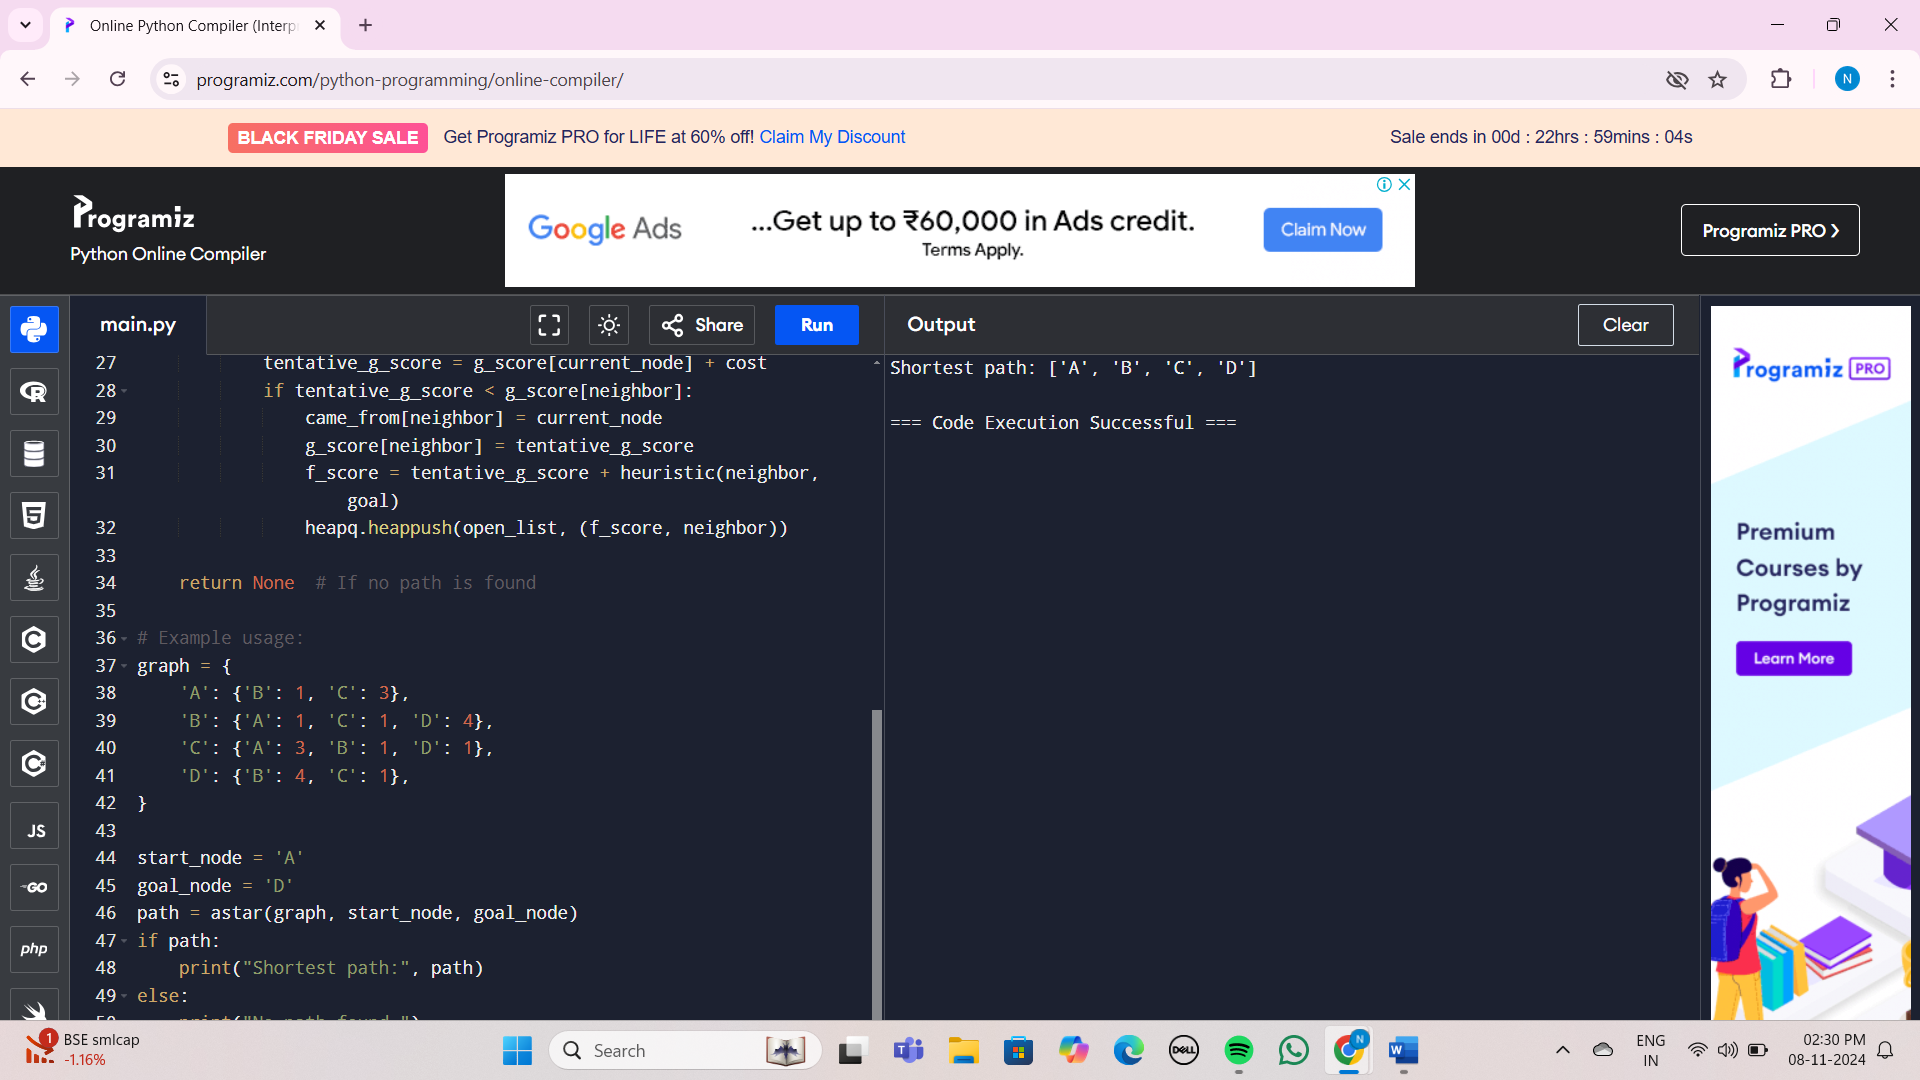 Online Python Compiler (Interp
programiz.com/python-programming/online-compiler/
N
BLACK FRIDAY SALE Get Programiz PRO for LIFE at 60% off! Claim My Discount Sale ends in 00d : 22hrs : 59mins : 04s
Programiz
Python Online Compiler
Google Ads
...Get up to ₹60,000 in Ads credit.
Terms Apply.
Claim Now
Programiz PRO
main.py
Share
Run
Output
Clear
27 tentative_g_score = g_score[current_node] + cost
28 if tentative_g_score < g_score[neighbor]:
29 came_from[neighbor] = current_node
30 g_score[neighbor] = tentative_g_score
31 f_score = tentative_g_score + heuristic(neighbor,
goal)
32 heapq.heappush(open_list, (f_score, neighbor))
33
34 return None # If no path is found
35
36 # Example usage:
37 graph = {
38 'A': {'B': 1, 'C': 3},
39 'B': {'A': 1, 'C': 1, 'D': 4},
40 'C': {'A': 3, 'B': 1, 'D': 1},
41 'D': {'B': 4, 'C': 1},
42 }
43
44 start_node = 'A'
45 goal_node = 'D'
46 path = astar(graph, start_node, goal_node)
47 if path:
48 print("Shortest path:", path)
49 else:
Shortest path: ['A', 'B', 'C', 'D']
=== Code Execution Successful ===
R
5
C
C
C
JS
GO
php
Programiz PRO
Premium
Courses by
Programiz
Learn More
1
BSE smlcap
-1.16%
Search
DELL
N
W
ENG
IN
02:30 PM
08-11-2024